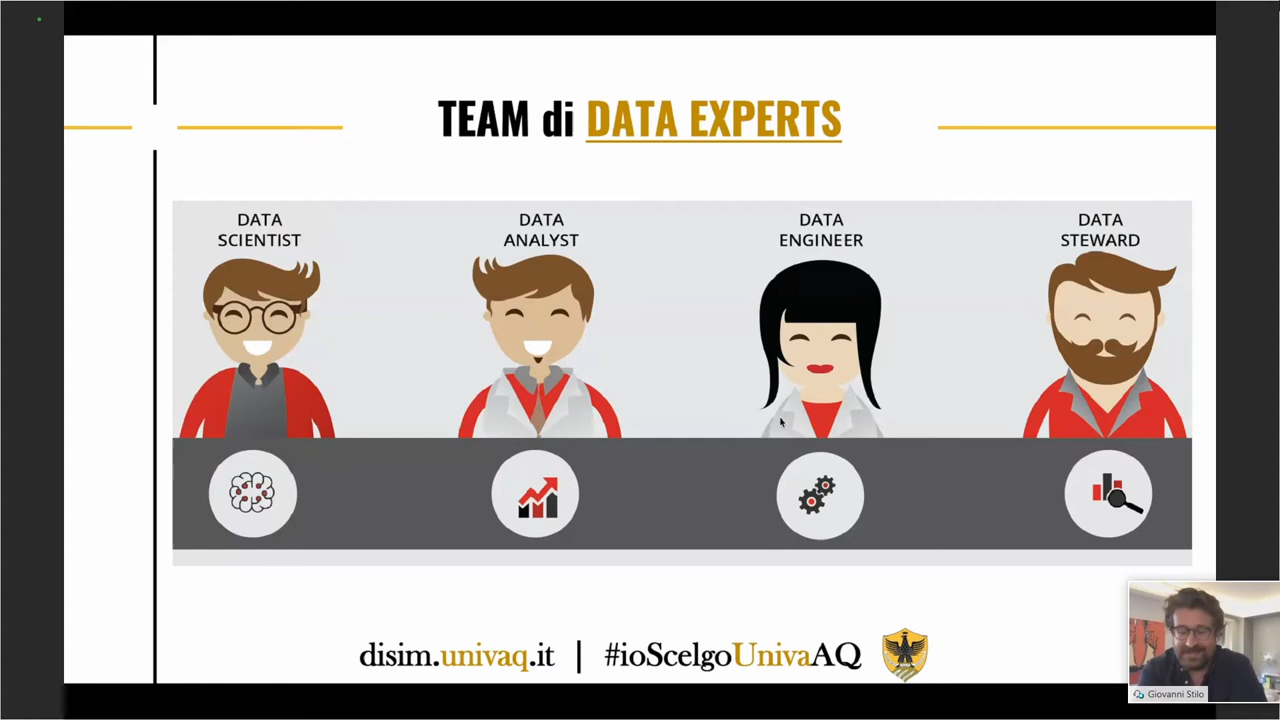 TEAM di DATA EXPERTS
DATA
SCIENTIST
DATA
ANALYST
DATA
ENGINEER
DATA
STEWARD
disim.univaq.it | #ioScelgoUnivaAQ
Giovanni Stilo